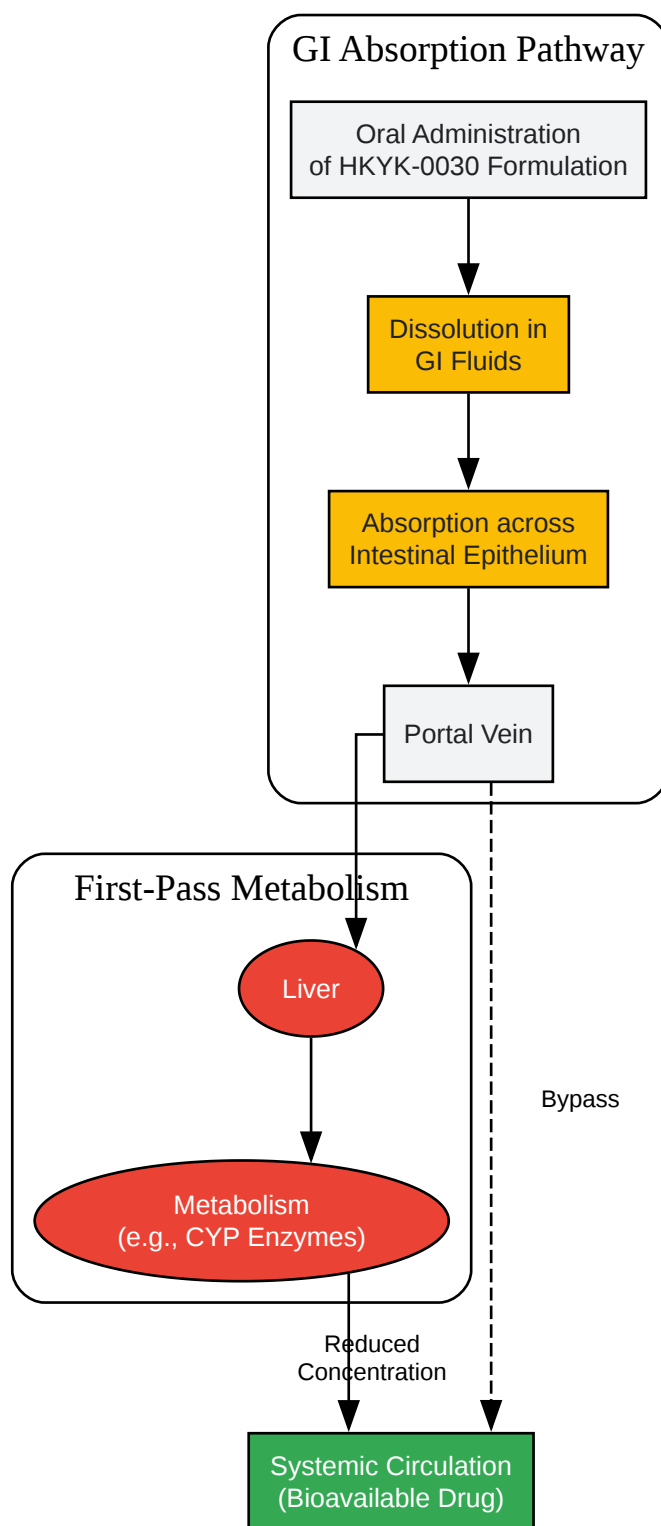 GI Absorption Pathway
Oral Administration
of HKYK-0030 Formulation
Dissolution in
GI Fluids
Absorption across
Intestinal Epithelium
Portal Vein
First-Pass Metabolism
Liver
Bypass
Metabolism
(e.g., CYP Enzymes)
Reduced
Concentration
Systemic Circulation
(Bioavailable Drug)